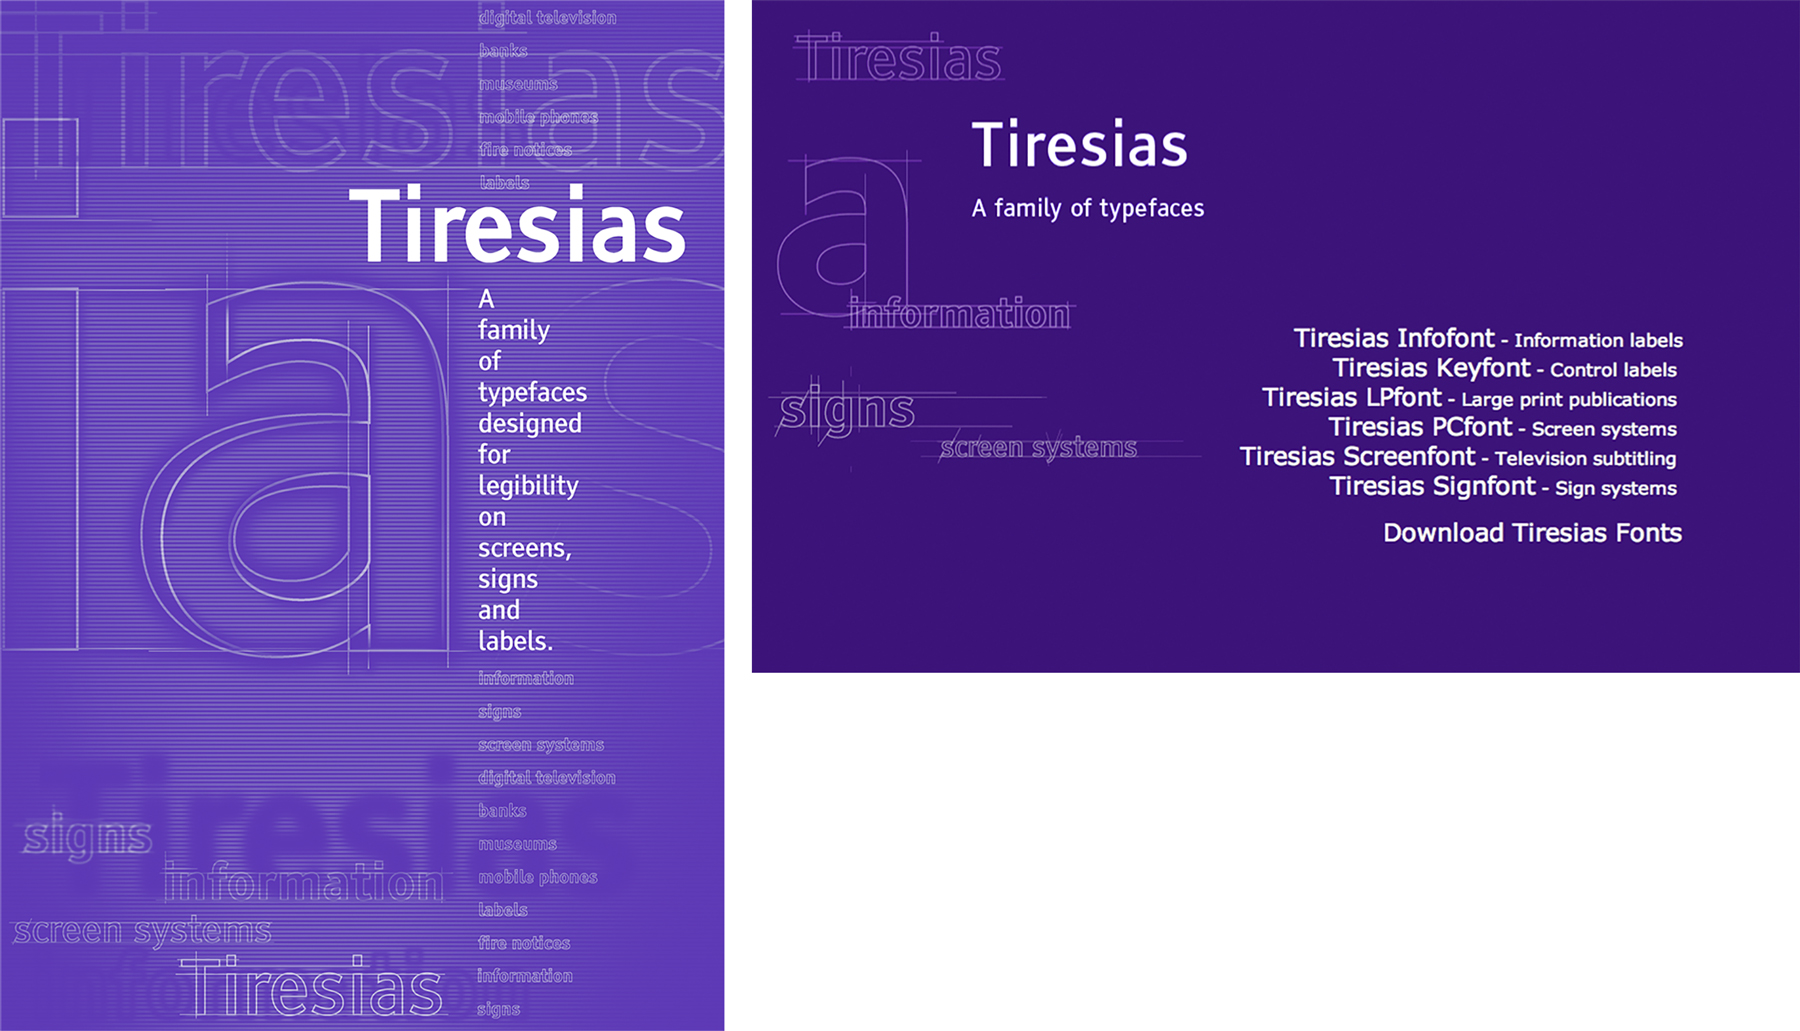 Tiresias
digital television
banks
museums
mobile phones
fire notices
labels
Tiresias
a
A
family
of
typefaces
designed
for
legibility
on
screens,
signs
and
labels.
information
signs
screen systems
digital television
banks
museums
mobile phones
labels
fire notices
information
signs
Tiresias
signs
information
screen systems
Tiresias
information
Tiresias
Tiresias
A family of typefaces
a
information
signs
screen systems
Tiresias Infofont - Information labels
Tiresias Keyfont - Control labels
Tiresias LPfont - Large print publications
Tiresias PCfont - Screen systems
Tiresias Screenfont - Television subtitling
Tiresias Signfont - Sign systems
Download Tiresias Fonts